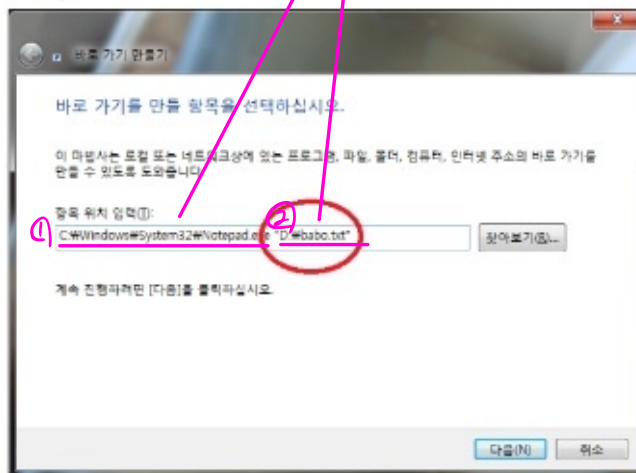 바로 가기 만들기
바로 가기를 만들 항목을 선택하십시오.
이 마법사는 로컬 또는 네트워크상에 있는 프로그램, 파일, 폴더, 컴퓨터, 인터넷 주소의 바로 가기를
만들 수 있도록 도와줍니다.
항목 위치 입력(T):
① C:\Windows\System32\Notepad.exe ② "D:\babo.txt"
찾아보기(R)...
계속 진행하려면 [다음]을 클릭하십시오.
다음(N) 취소